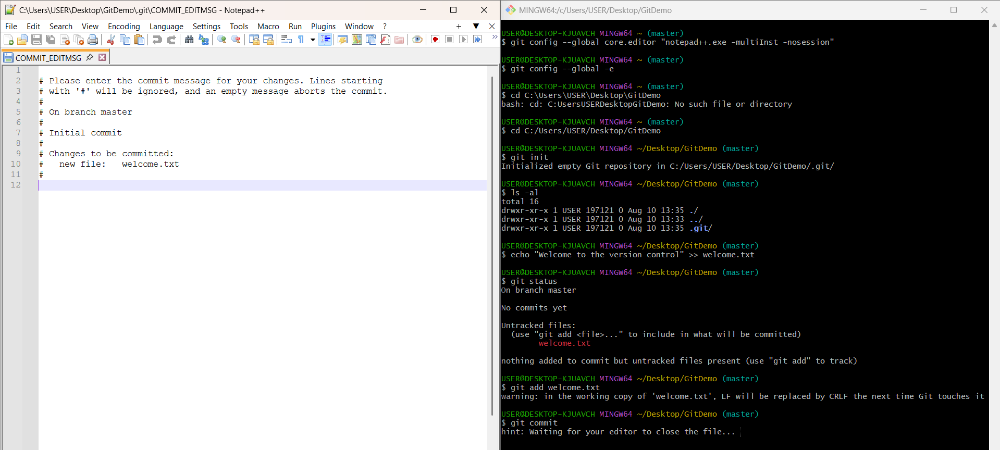 C:\Users\USER\Desktop\GitDemo\.git\COMMIT_EDITMSG - Notepad++
File Edit Search View Encoding Language Settings Tools Macro Run Plugins Window ?
COMMIT_EDITMSG
1
2 # Please enter the commit message for your changes. Lines starting
3 # with '#' will be ignored, and an empty message aborts the commit.
4 #
5 # On branch master
6 #
7 # Initial commit
8 #
9 # Changes to be committed:
10 #   new file:   welcome.txt
11 #
12
MINGW64:/c/Users/USER/Desktop/GitDemo
USER@DESKTOP-KJUAVCH MINGW64 ~ (master)
$ git config --global core.editor "notepad++.exe -multiInst -nosession"
USER@DESKTOP-KJUAVCH MINGW64 ~ (master)
$ git config --global -e
USER@DESKTOP-KJUAVCH MINGW64 ~ (master)
$ cd C:\Users\USER\Desktop\GitDemo
bash: cd: C:UsersUSERDesktopGitDemo: No such file or directory
USER@DESKTOP-KJUAVCH MINGW64 ~ (master)
$ cd C:/Users/USER/Desktop/GitDemo
USER@DESKTOP-KJUAVCH MINGW64 ~/Desktop/GitDemo (master)
$ git init
Initialized empty Git repository in C:/Users/USER/Desktop/GitDemo/.git/
USER@DESKTOP-KJUAVCH MINGW64 ~/Desktop/GitDemo (master)
$ ls -al
total 16
drwxr-xr-x 1 USER 197121 0 Aug 10 13:35 ./
drwxr-xr-x 1 USER 197121 0 Aug 10 13:33 ../
drwxr-xr-x 1 USER 197121 0 Aug 10 13:35 .git/
USER@DESKTOP-KJUAVCH MINGW64 ~/Desktop/GitDemo (master)
$ echo "Welcome to the version control" >> welcome.txt
USER@DESKTOP-KJUAVCH MINGW64 ~/Desktop/GitDemo (master)
$ git status
On branch master
No commits yet
Untracked files:
(use "git add <file>..." to include in what will be committed)
welcome.txt
nothing added to commit but untracked files present (use "git add" to track)
USER@DESKTOP-KJUAVCH MINGW64 ~/Desktop/GitDemo (master)
$ git add welcome.txt
warning: in the working copy of 'welcome.txt', LF will be replaced by CRLF the next time Git touches it
USER@DESKTOP-KJUAVCH MINGW64 ~/Desktop/GitDemo (master)
$ git commit
hint: Waiting for your editor to close the file...